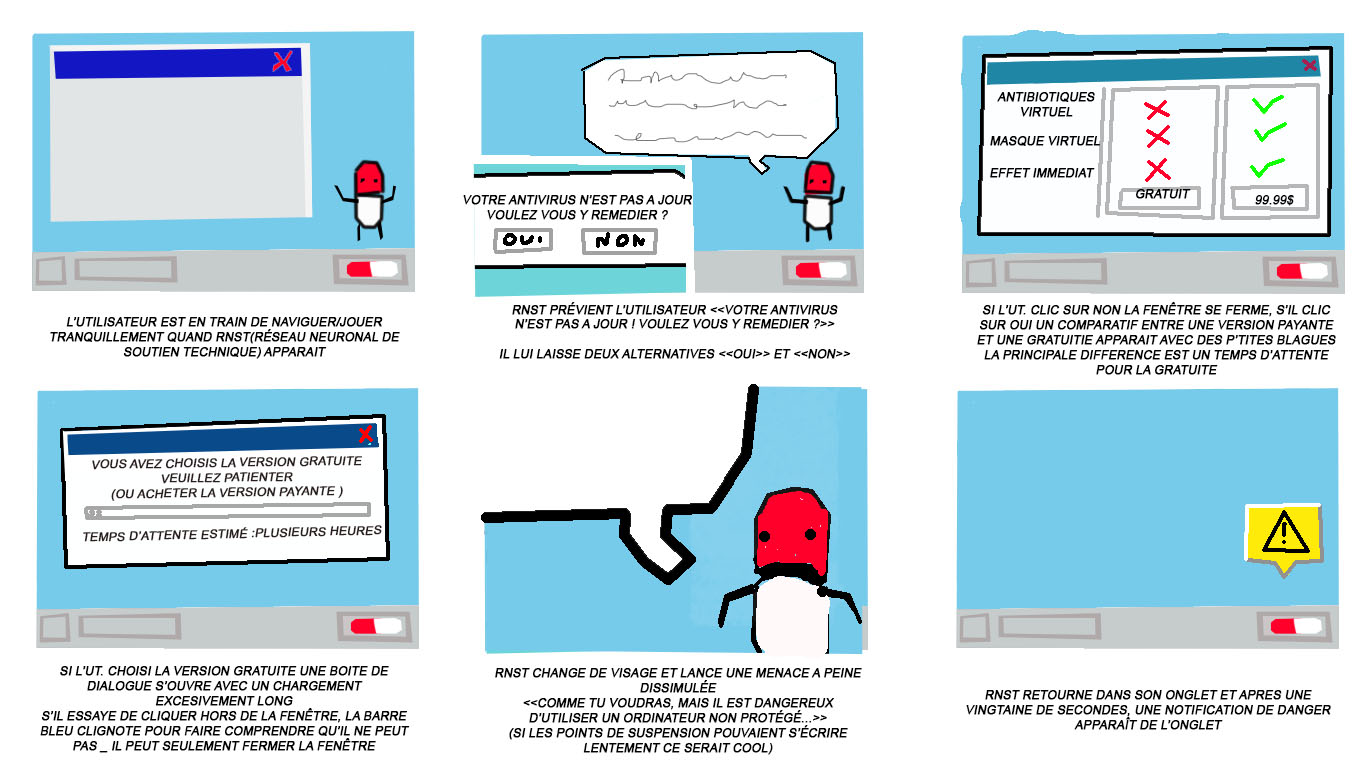 L'UTILISATEUR EST EN TRAIN DE NAVIGUER/JOUER
TRANQUILLEMENT QUAND RNST(RÉSEAU NEURONAL DE
SOUTIEN TECHNIQUE) APPARAIT
VOTRE ANTIVIRUS N'EST PAS A JOUR
VOULEZ VOUS Y REMEDIER ?
OUI NON
RNST PRÉVIENT L'UTILISATEUR <<VOTRE ANTIVIRUS
N'EST PAS A JOUR ! VOULEZ VOUS Y REMEDIER ?>>
IL LUI LAISSE DEUX ALTERNATIVES <<OUI>> ET <<NON>>
ANTIBIOTIQUES
VIRTUEL
MASQUE VIRTUEL
EFFET IMMEDIAT
GRATUIT 99.99$
SI L'UT. CLIC SUR NON LA FENÊTRE SE FERME, S'IL CLIC
SUR OUI UN COMPARATIF ENTRE UNE VERSION PAYANTE
ET UNE GRATUITIE APPARAIT AVEC DES P'TITES BLAGUES
LA PRINCIPALE DIFFERENCE EST UN TEMPS D'ATTENTE
POUR LA GRATUITE
VOUS AVEZ CHOISIS LA VERSION GRATUITE
VEUILLEZ PATIENTER
(OU ACHETER LA VERSION PAYANTE )
TEMPS D'ATTENTE ESTIMÉ :PLUSIEURS HEURES
SI L'UT. CHOISI LA VERSION GRATUITE UNE BOITE DE
DIALOGUE S'OUVRE AVEC UN CHARGEMENT
EXCESIVEMENT LONG
S'IL ESSAYE DE CLIQUER HORS DE LA FENÊTRE, LA BARRE
BLEU CLIGNOTE POUR FAIRE COMPRENDRE QU'IL NE PEUT
PAS _ IL PEUT SEULEMENT FERMER LA FENÊTRE
RNST CHANGE DE VISAGE ET LANCE UNE MENACE A PEINE
DISSIMULÉE
<<COMME TU VOUDRAS, MAIS IL EST DANGEREUX
D'UTILISER UN ORDINATEUR NON PROTÉGÉ...>>
(SI LES POINTS DE SUSPENSION POUVAIENT S'ÉCRIRE
LENTEMENT CE SERAIT COOL)
RNST RETOURNE DANS SON ONGLET ET APRES UNE
VINGTAINE DE SECONDES, UNE NOTIFICATION DE DANGER
APPARAÎT DE L'ONGLET